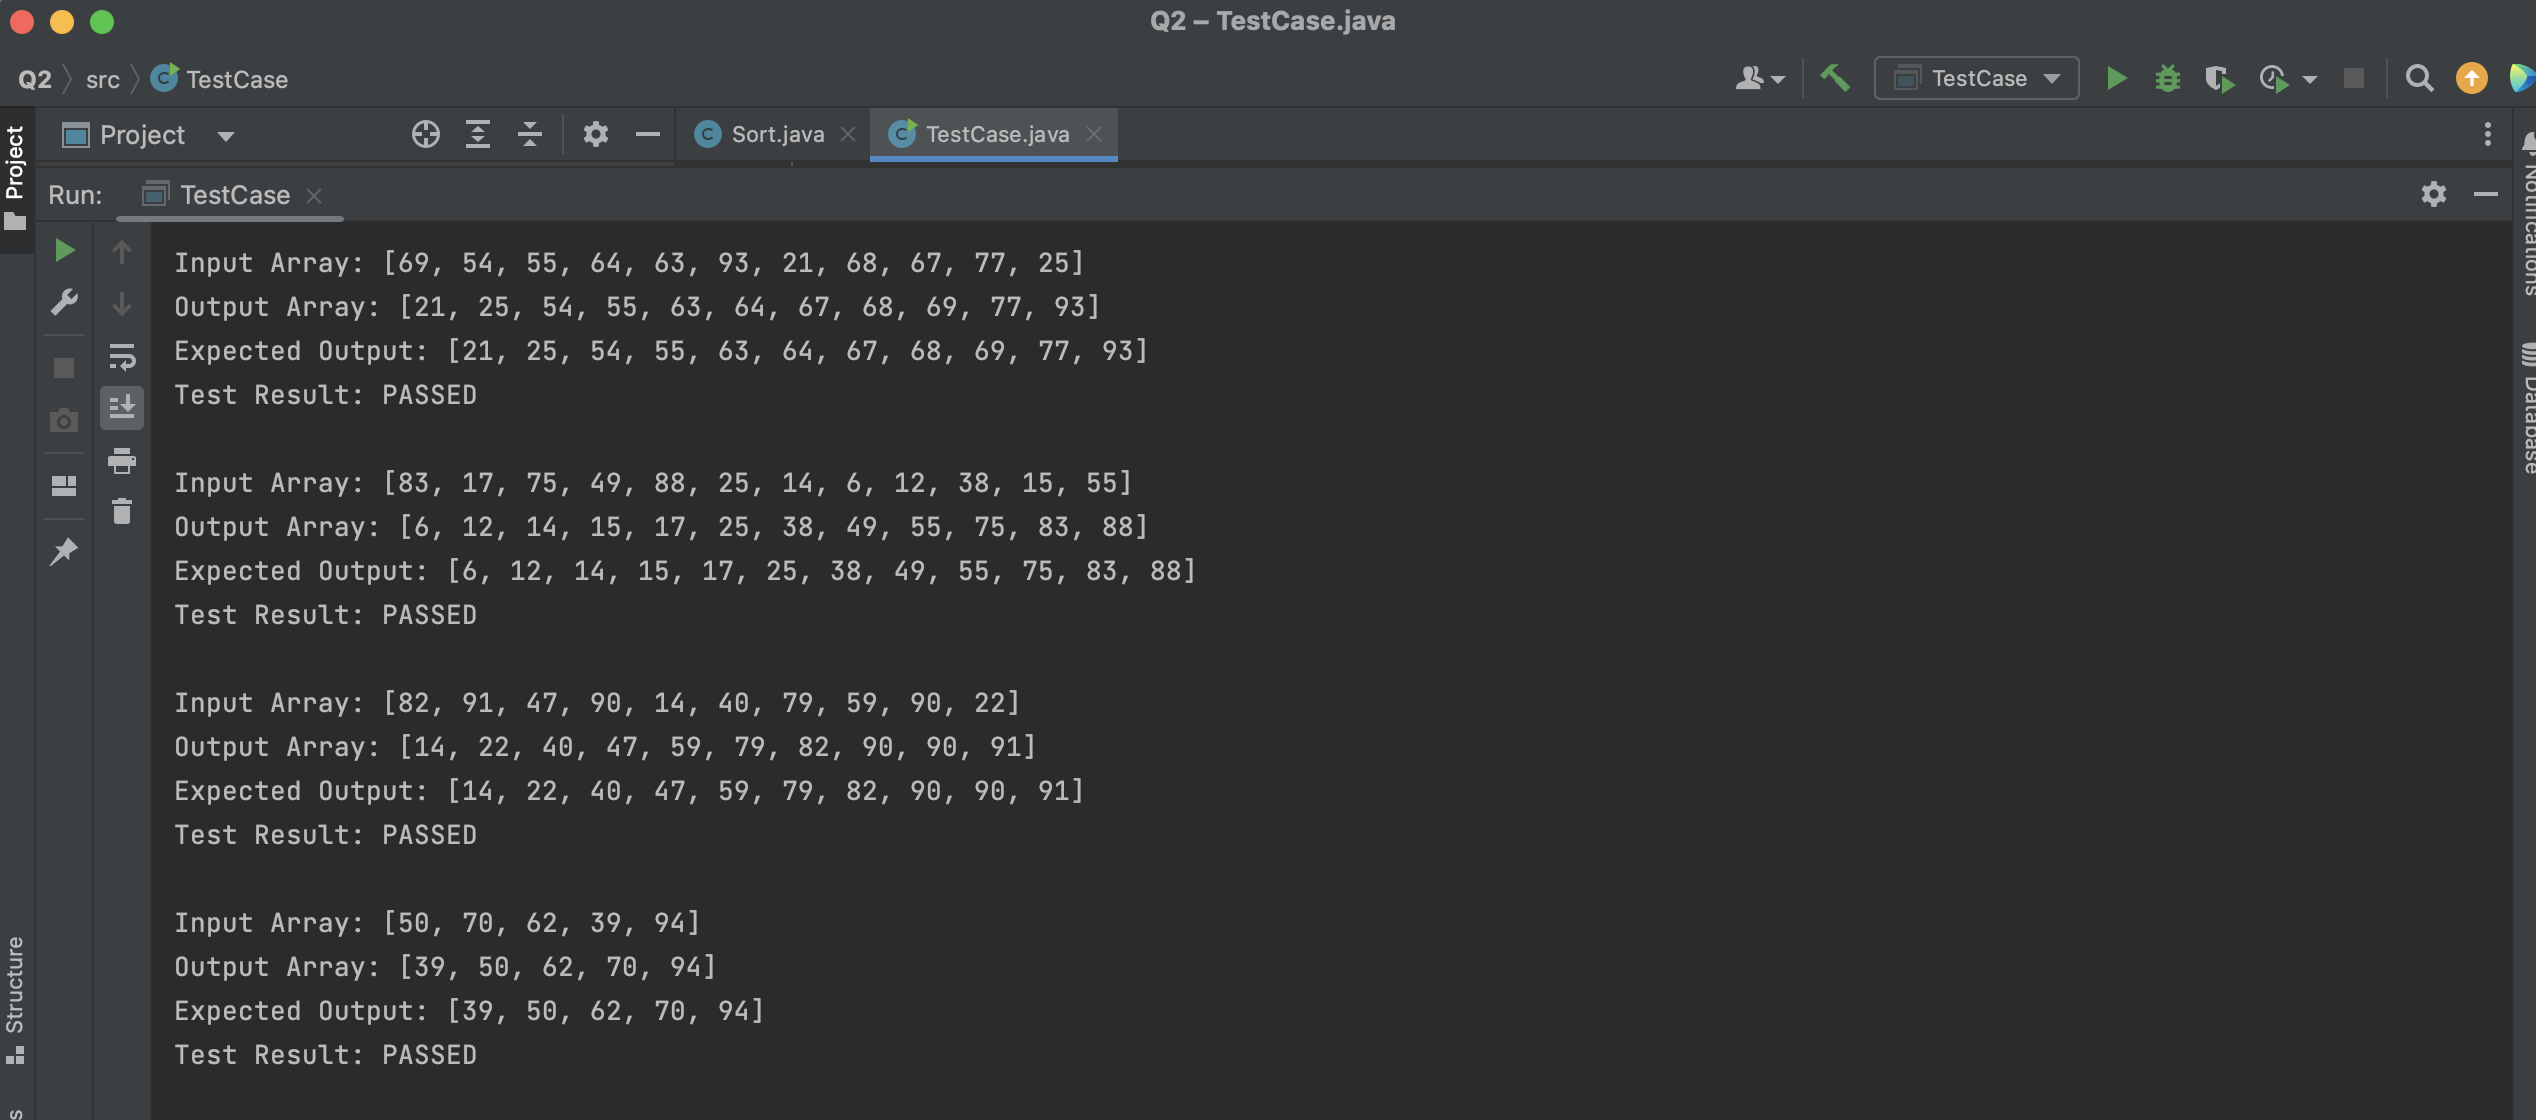 Q2 – TestCase.java
Q2 src TestCase
TestCase
Project
Project
Sort.java
TestCase.java
Run:
TestCase
Input Array: [69, 54, 55, 64, 63, 93, 21, 68, 67, 77, 25]
Output Array: [21, 25, 54, 55, 63, 64, 67, 68, 69, 77, 93]
Expected Output: [21, 25, 54, 55, 63, 64, 67, 68, 69, 77, 93]
Test Result: PASSED
Input Array: [83, 17, 75, 49, 88, 25, 14, 6, 12, 38, 15, 55]
Output Array: [6, 12, 14, 15, 17, 25, 38, 49, 55, 75, 83, 88]
Expected Output: [6, 12, 14, 15, 17, 25, 38, 49, 55, 75, 83, 88]
Test Result: PASSED
Input Array: [82, 91, 47, 90, 14, 40, 79, 59, 90, 22]
Output Array: [14, 22, 40, 47, 59, 79, 82, 90, 90, 91]
Expected Output: [14, 22, 40, 47, 59, 79, 82, 90, 90, 91]
Test Result: PASSED
Input Array: [50, 70, 62, 39, 94]
Output Array: [39, 50, 62, 70, 94]
Expected Output: [39, 50, 62, 70, 94]
Test Result: PASSED
Structure
Notifications
Database